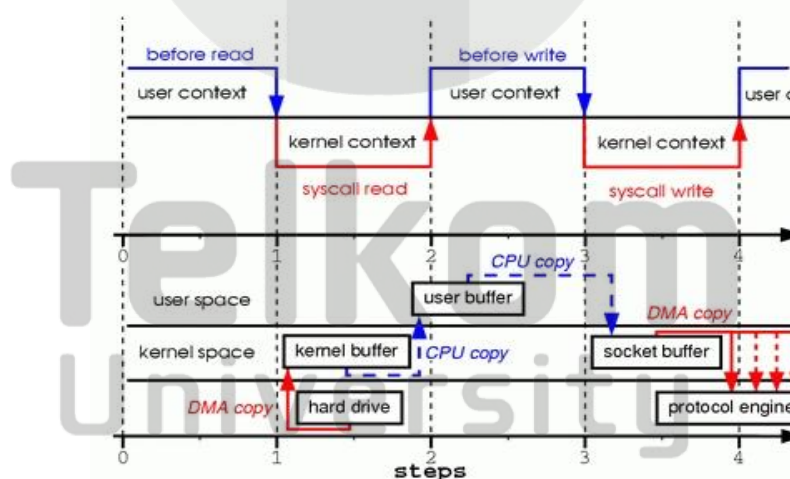 before read
before write
user context
user context
user c
kernel context
kernel context
syscall read
syscall write
Telkom
0 1 2 3 4
CPU copy
user space
user buffer
DMA copy
kernel space
kernel buffer
CPU copy
socket buffer
University
DMA copy
hard drive
protocol engine
0 1 2 3 4
steps